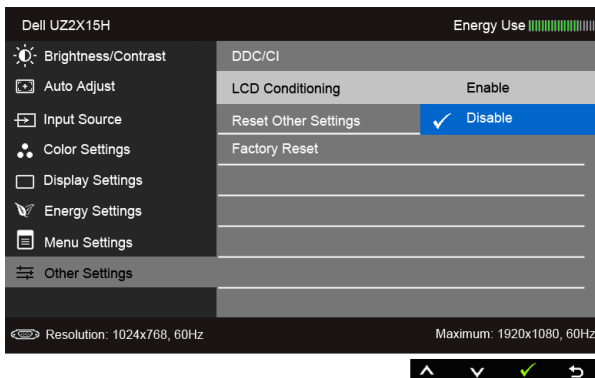 Dell UZ2X15H Energy Use
Brightness/Contrast DDC/CI
Auto Adjust LCD Conditioning Enable
Input Source Reset Other Settings Disable
Color Settings Factory Reset
Display Settings
Energy Settings
Menu Settings
Other Settings
Resolution: 1024x768, 60Hz Maximum: 1920x1080, 60Hz